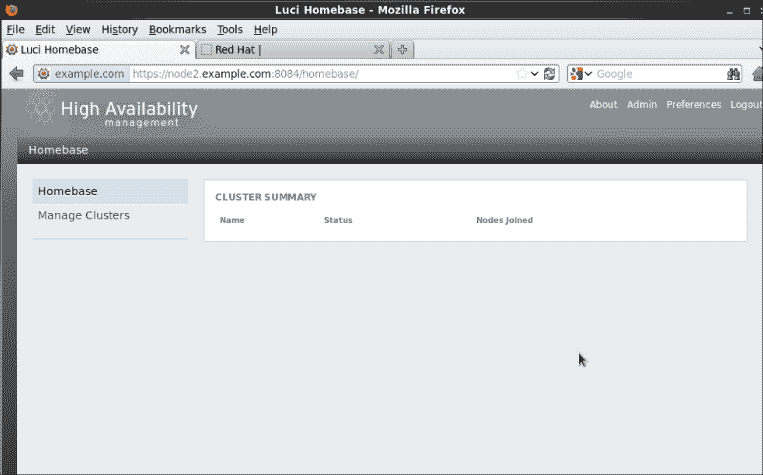 Luci Homebase - Mozilla Firefox
File Edit View History Bookmarks Tools Help
Luci Homebase Red Hat |
example.com https://node2.example.com:8084/homebase/ Google
High Availability
management
About Admin Preferences Logout
Homebase
Homebase
Manage Clusters
CLUSTER SUMMARY
Name Status Nodes Joined